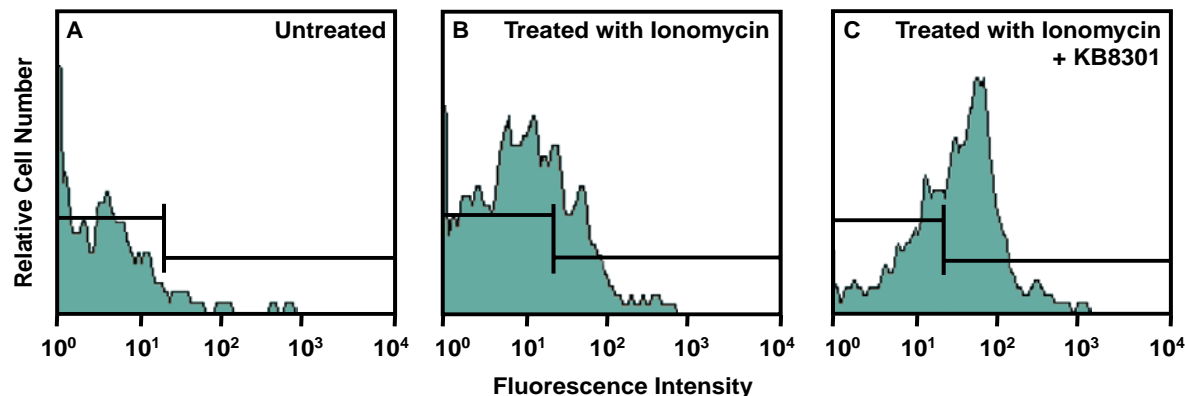 A Untreated
B Treated with Ionomycin
C Treated with Ionomycin
+ KB8301
Relative Cell Number
10⁰ 10¹ 10² 10³ 10⁴
10⁰ 10¹ 10² 10³ 10⁴
10⁰ 10¹ 10² 10³ 10⁴
Fluorescence Intensity